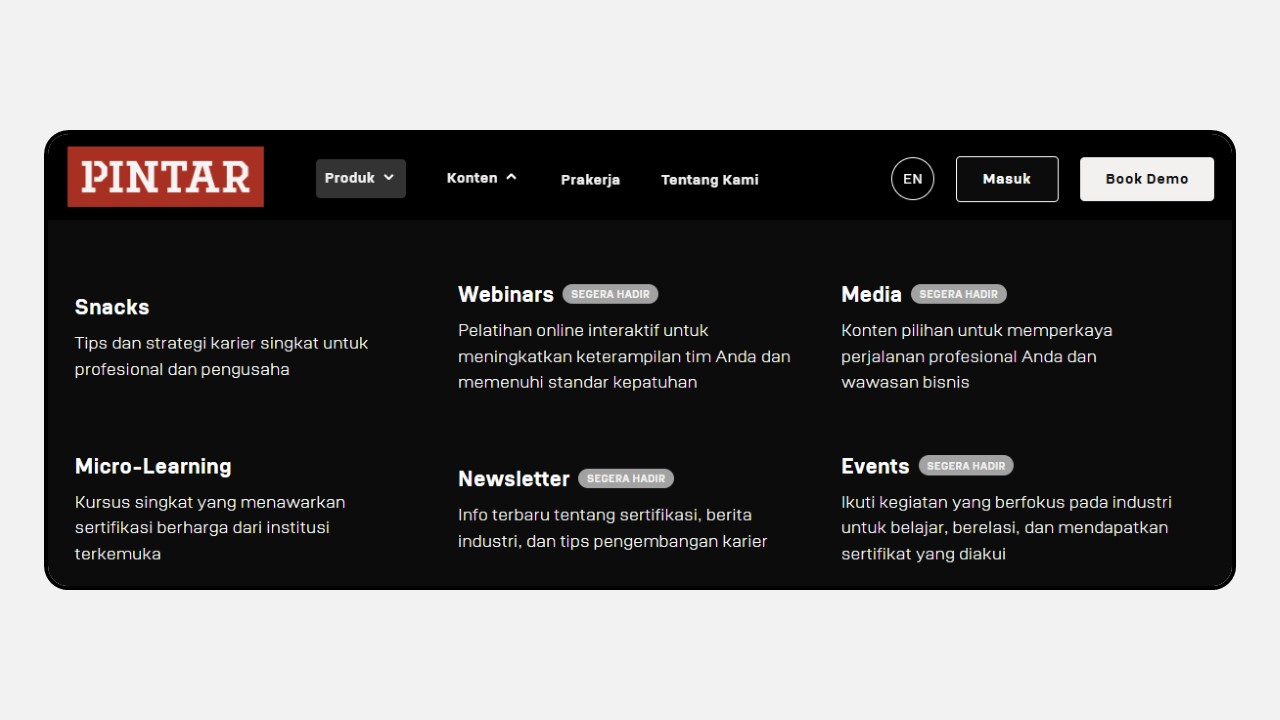 PINTAR
Produk
Konten
Prakerja
Tentang Kami
EN
Masuk
Book Demo
Snacks
Tips dan strategi karier singkat untuk
profesional dan pengusaha
Webinars SEGERA HADIR
Pelatihan online interaktif untuk
meningkatkan keterampilan tim Anda dan
memenuhi standar kepatuhan
Media SEGERA HADIR
Konten pilihan untuk memperkaya
perjalanan profesional Anda dan
wawasan bisnis
Micro-Learning
Kursus singkat yang menawarkan
sertifikasi berharga dari institusi
terkemuka
Newsletter SEGERA HADIR
Info terbaru tentang sertifikasi, berita
industri, dan tips pengembangan karier
Events SEGERA HADIR
Ikuti kegiatan yang berfokus pada industri
untuk belajar, berelasi, dan mendapatkan
sertifikat yang diakui